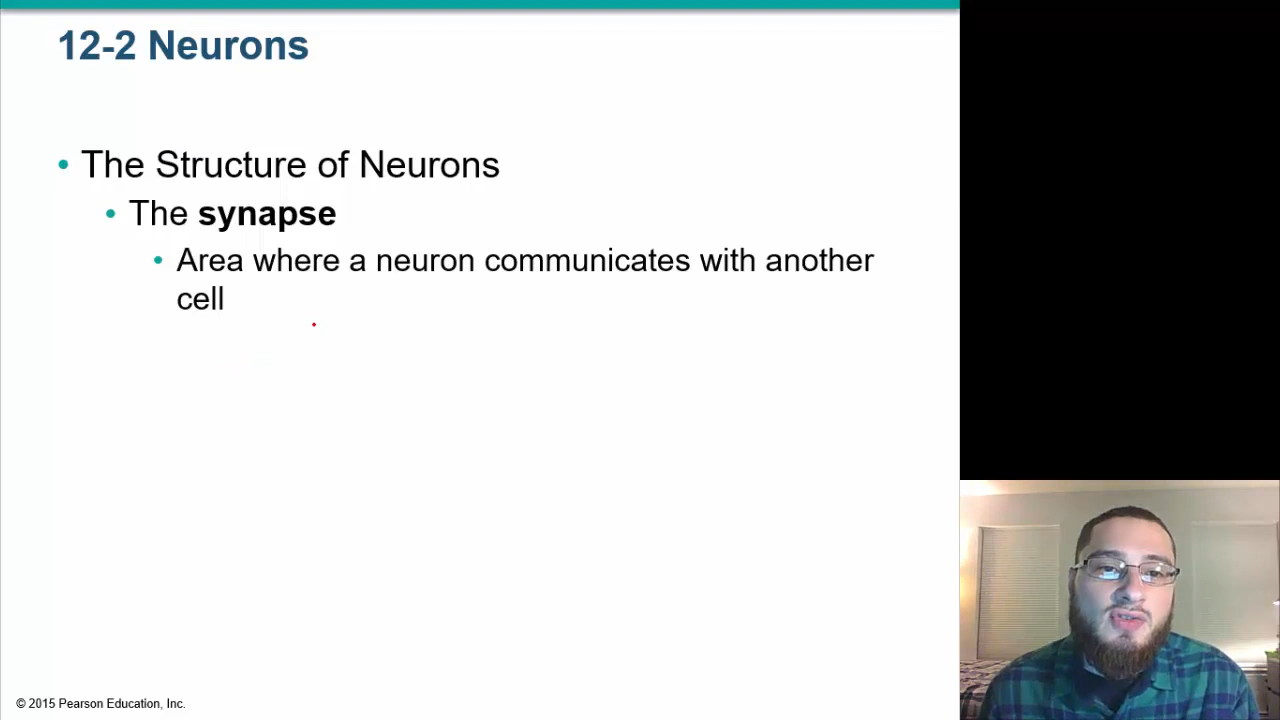 12-2 Neurons
• The Structure of Neurons
• The synapse
• Area where a neuron communicates with another
cell
© 2015 Pearson Education, Inc.